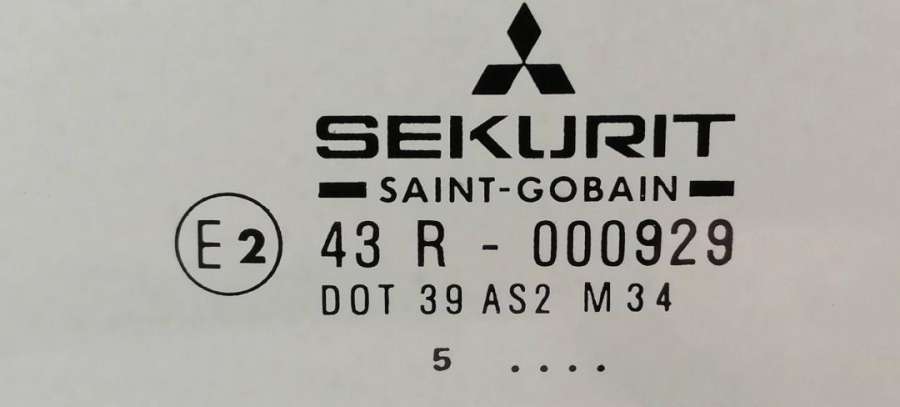 SEKURIT
SAINT-GOBAIN
E2 43 R - 000929
DOT 39 AS2 M34
5 ....